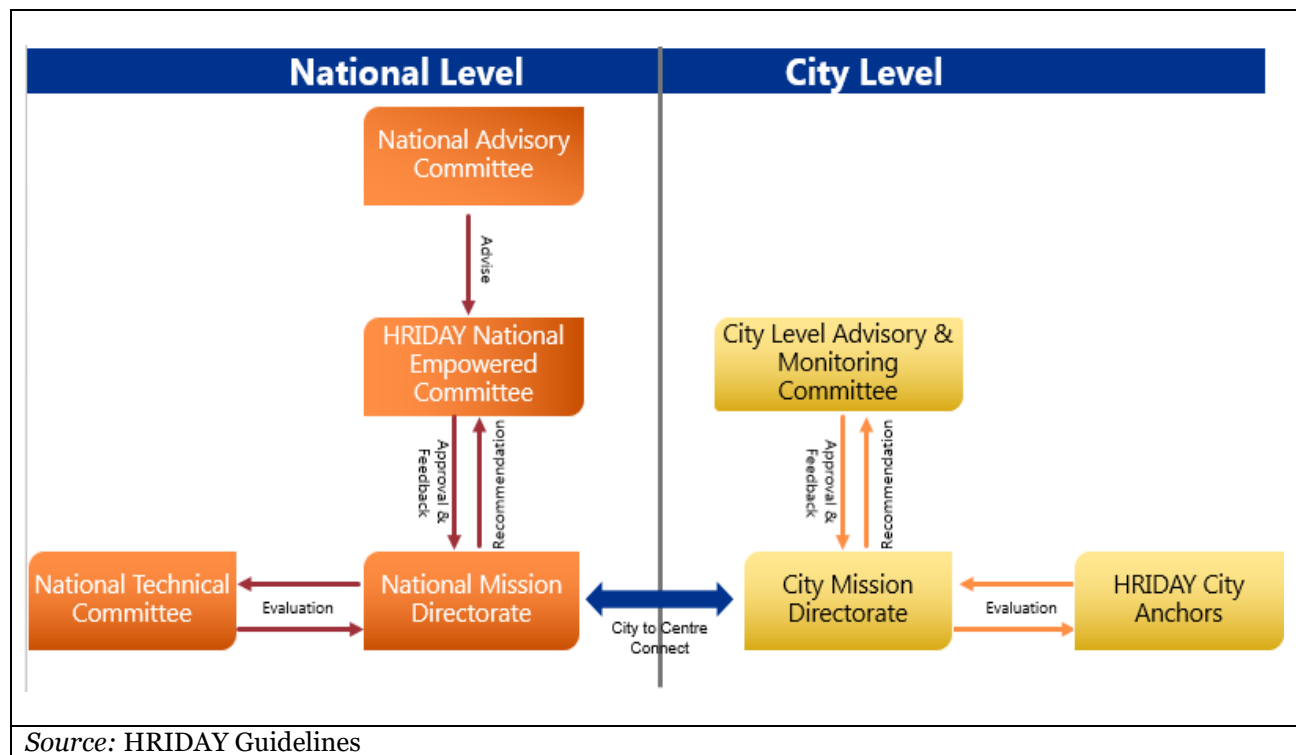 National Level
City Level
National Advisory
Committee
Advise
HRIDAY National
Empowered
Committee
City Level Advisory &
Monitoring
Committee
Approval &
Feedback
Recommendation
Approval &
Feedback
Recommendation
National Technical
Committee
Evaluation
National Mission
Directorate
City to Centre
Connect
City Mission
Directorate
Evaluation
HRIDAY City
Anchors
Source: HRIDAY Guidelines